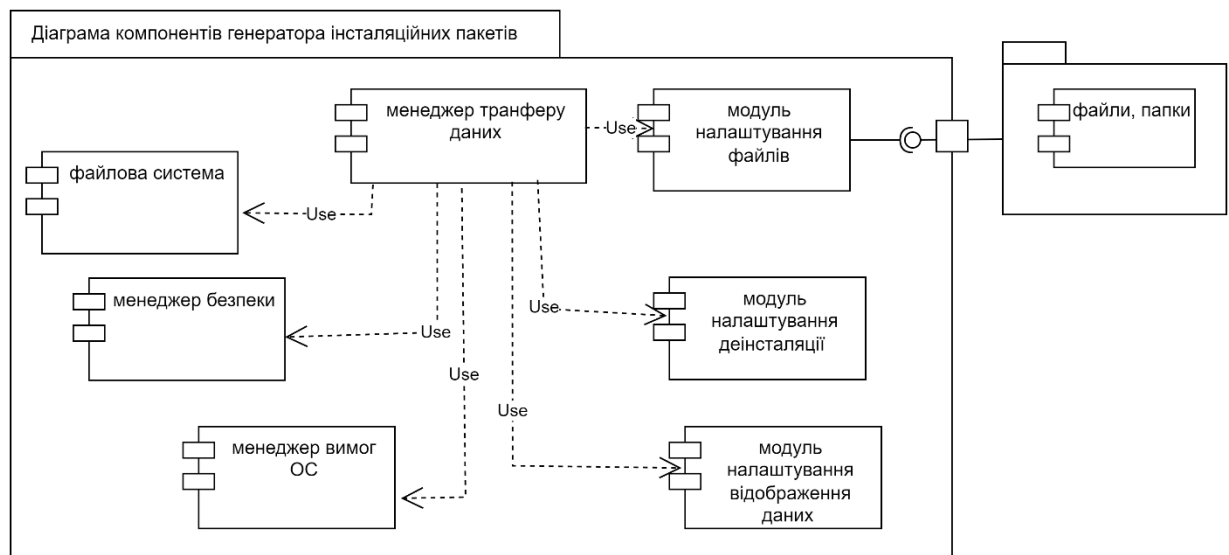 Діаграма компонентів генератора інсталяційних пакетів
менеджер транферу
даних
Use
модуль
налаштування
файлів
файли, папки
файлова система
Use
менеджер безпеки
Use
модуль
налаштування
деінсталяції
Use
Use
Use
менеджер вимог
ОС
модуль
налаштування
відображення
даних